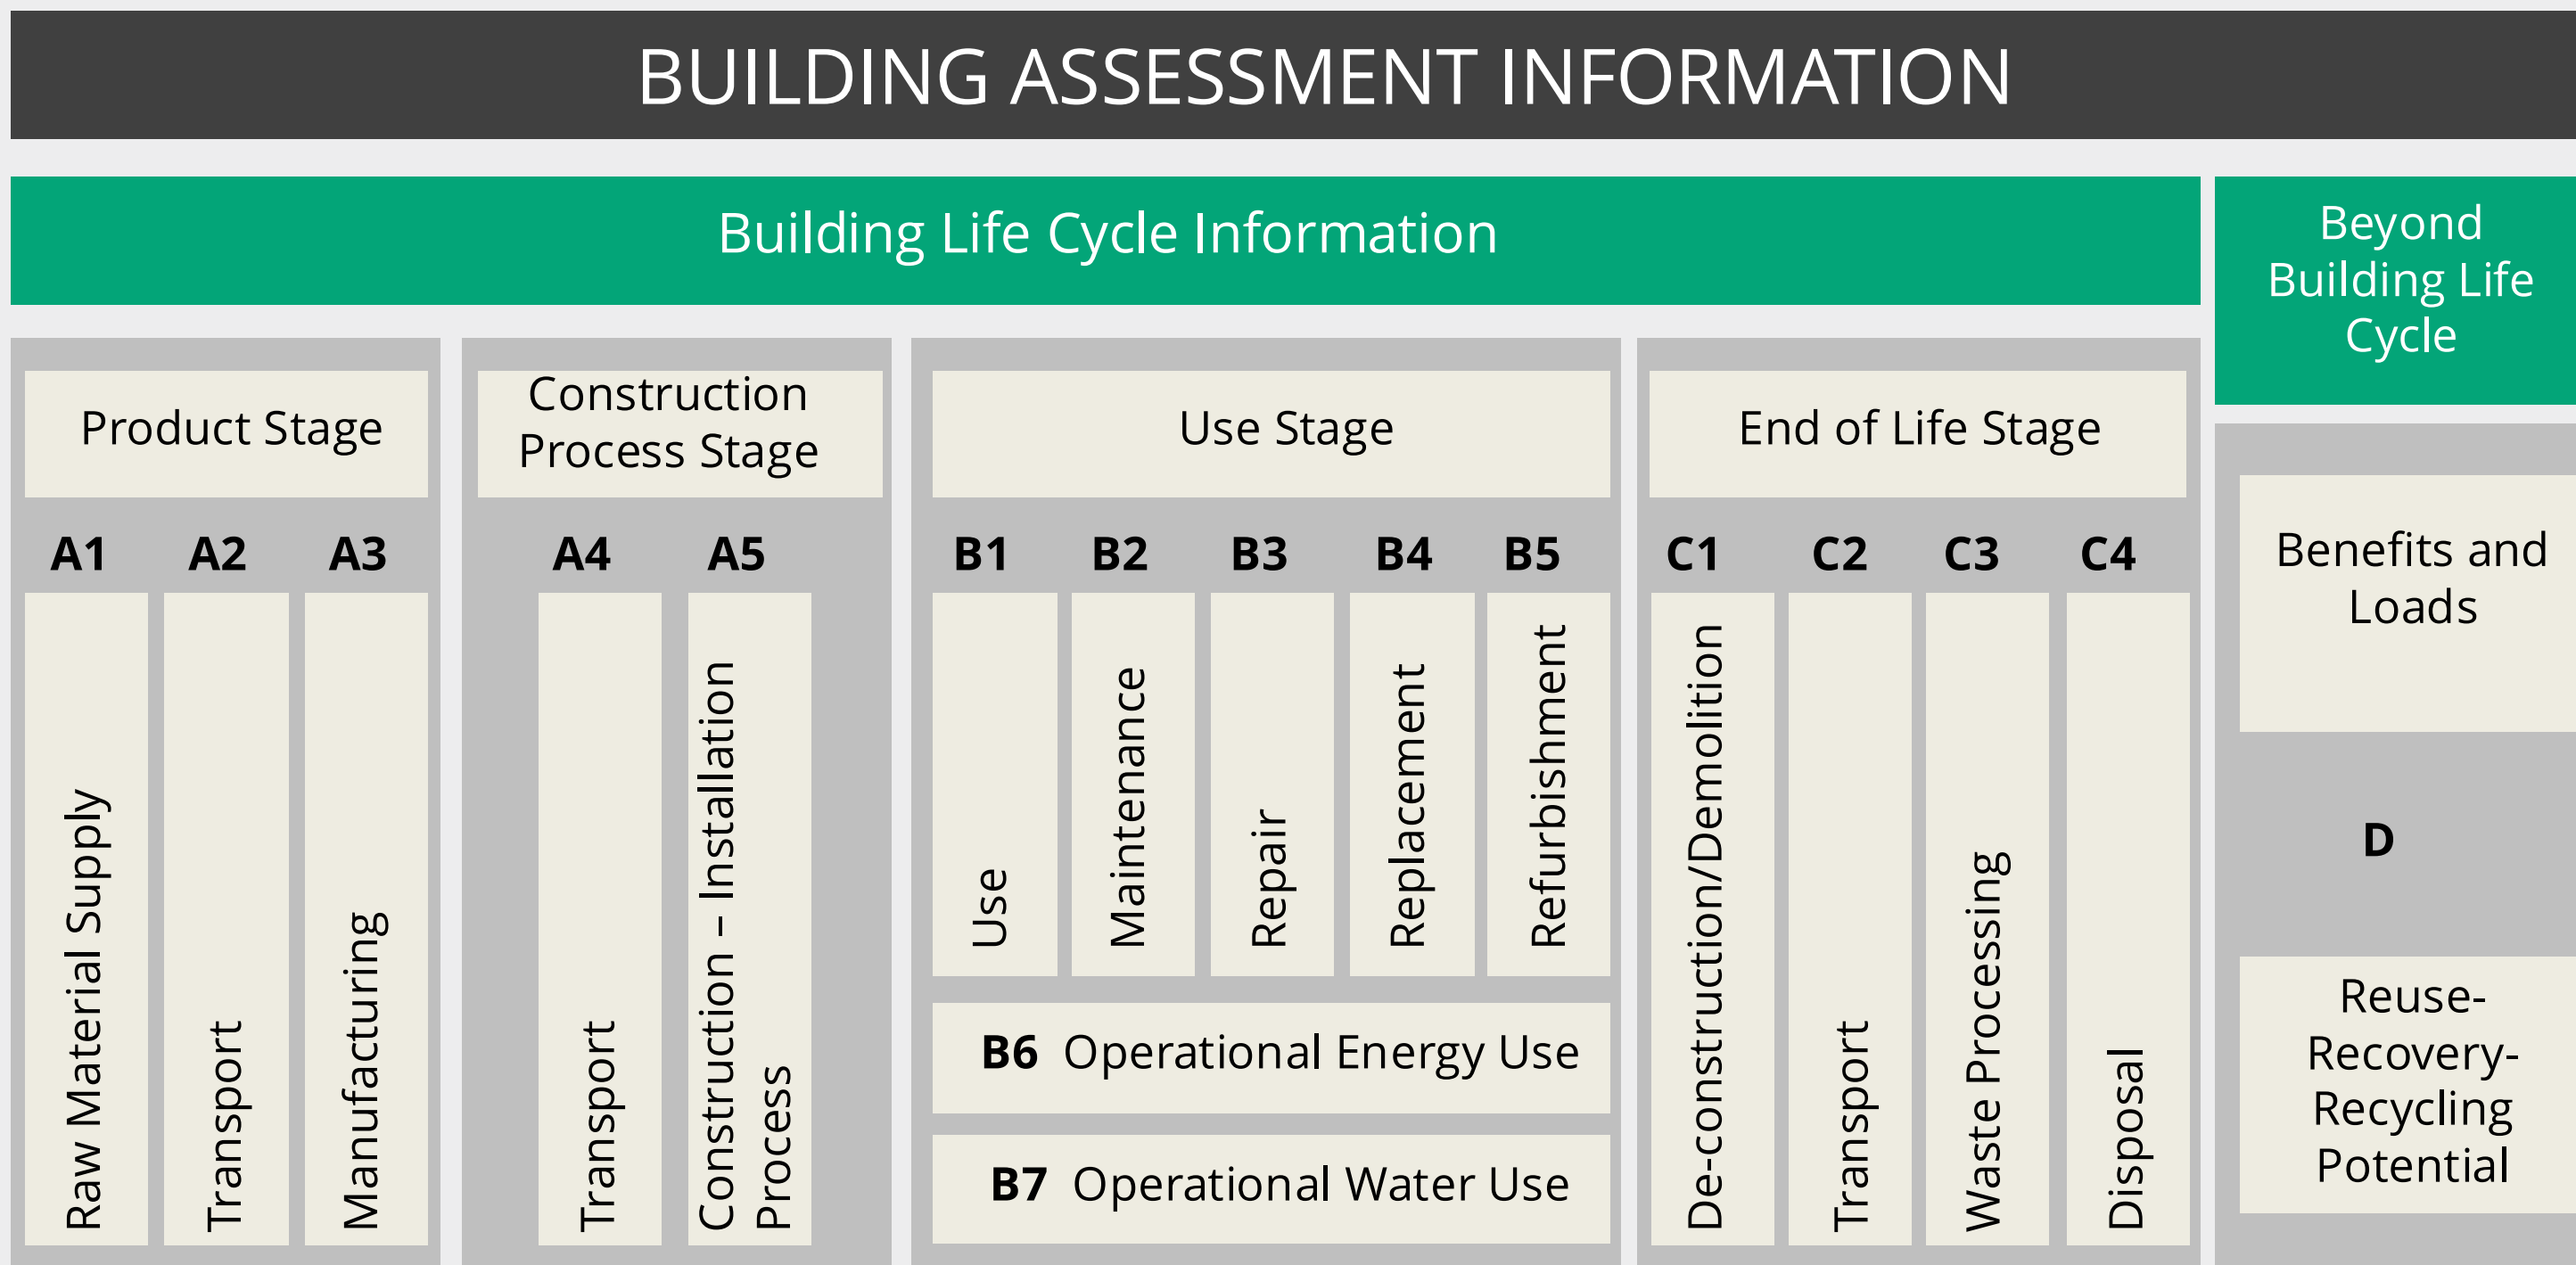 BUILDING ASSESSMENT INFORMATION
Building Life Cycle Information
Beyond
Building Life
Cycle
Product Stage
A1
A2
A3
Raw Material Supply
Transport
Manufacturing
Construction
Process Stage
A4
A5
Transport
Construction – Installation
Process
Use Stage
B1
B2
B3
B4
B5
Use
Maintenance
Repair
Replacement
Refurbishment
B6 Operational Energy Use
B7 Operational Water Use
End of Life Stage
C1
C2
C3
C4
De-construction/Demolition
Transport
Waste Processing
Disposal
Benefits and
Loads
D
Reuse-
Recovery-
Recycling
Potential